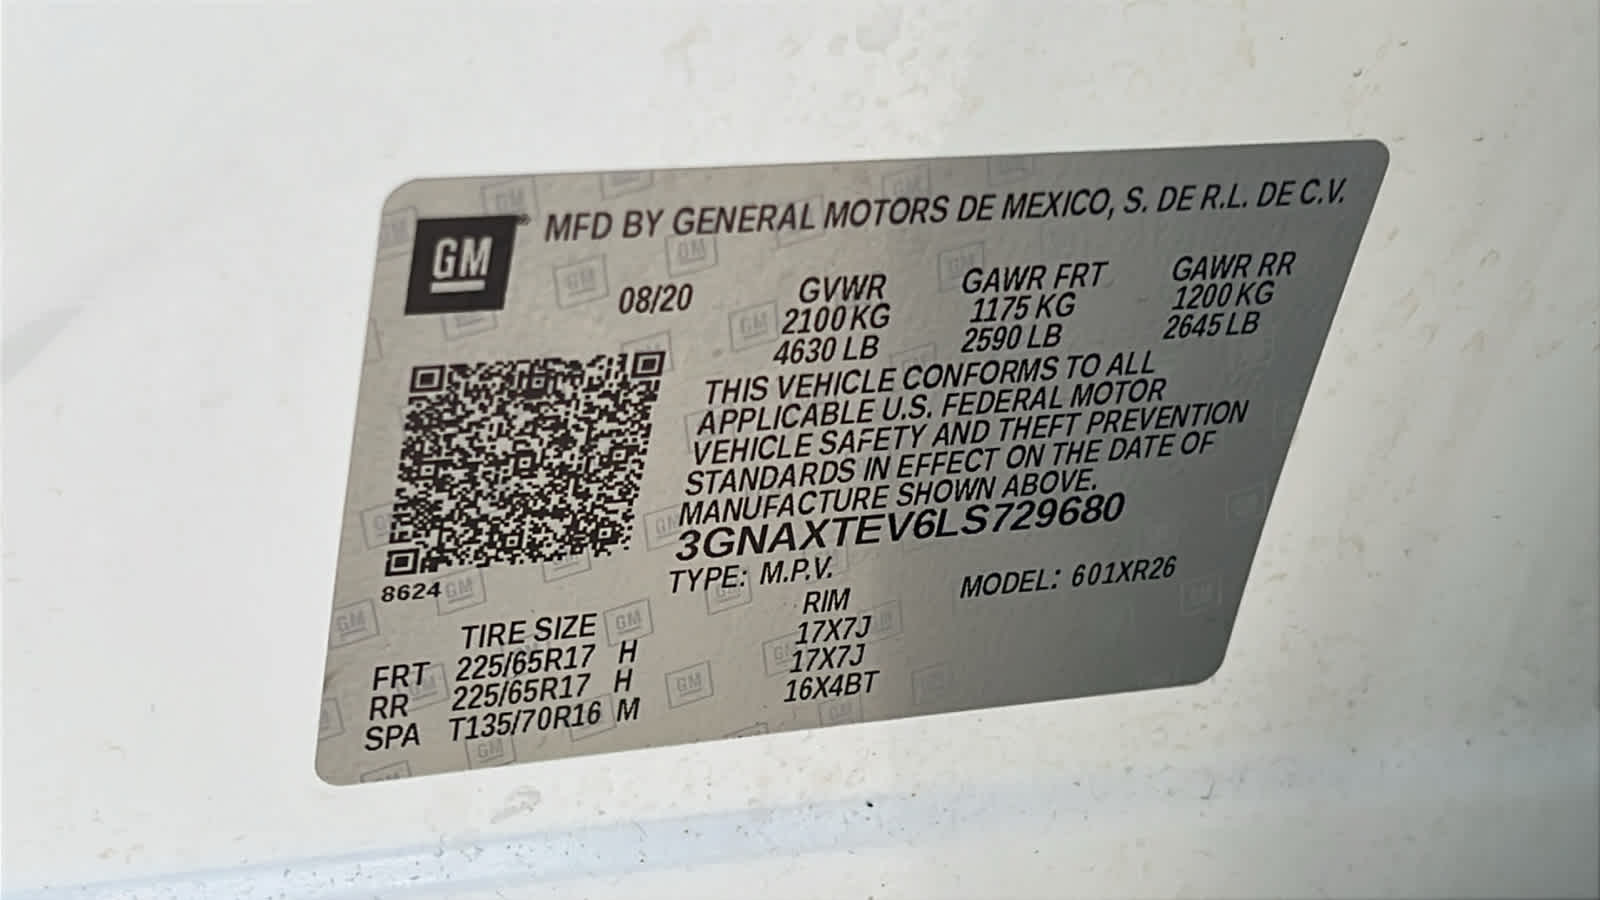 GM MFD BY GENERAL MOTORS DE MEXICO, S. DE R.L. DE C.V.
08/20 GVWR GAWR FRT GAWR RR
2100 KG 1175 KG 1200 KG
4630 LB 2590 LB 2645 LB
THIS VEHICLE CONFORMS TO ALL
APPLICABLE U.S. FEDERAL MOTOR
VEHICLE SAFETY AND THEFT PREVENTION
STANDARDS IN EFFECT ON THE DATE OF
MANUFACTURE SHOWN ABOVE.
3GNAXTEV6LS729680
8624
TYPE: M.P.V. MODEL: 601XR26
TIRE SIZE RIM
FRT 225/65R17 H 17X7J
RR 225/65R17 H 17X7J
SPA T135/70R16 M 16X4BT